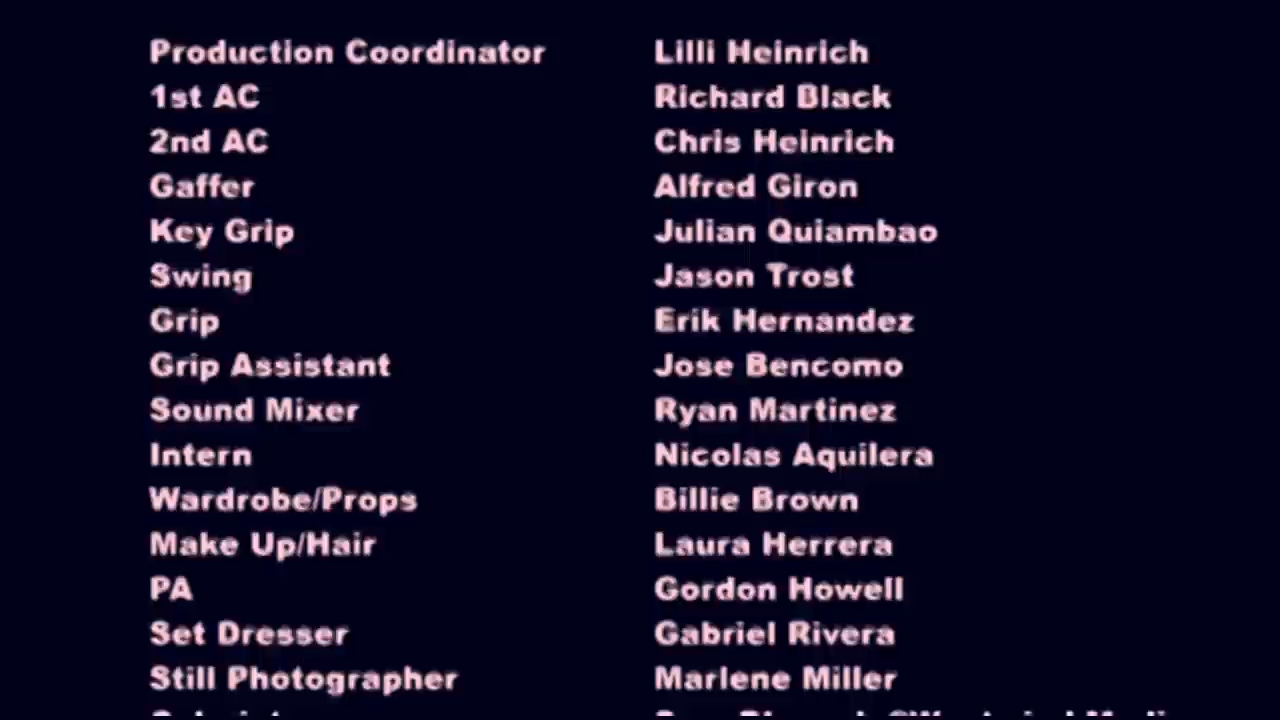 Production Coordinator Lilli Heinrich
1st AC Richard Black
2nd AC Chris Heinrich
Gaffer Alfred Giron
Key Grip Julian Quiambao
Swing Jason Trost
Grip Erik Hernandez
Grip Assistant Jose Bencomo
Sound Mixer Ryan Martinez
Intern Nicolas Aquilera
Wardrobe/Props Billie Brown
Make Up/Hair Laura Herrera
PA Gordon Howell
Set Dresser Gabriel Rivera
Still Photographer Marlene Miller